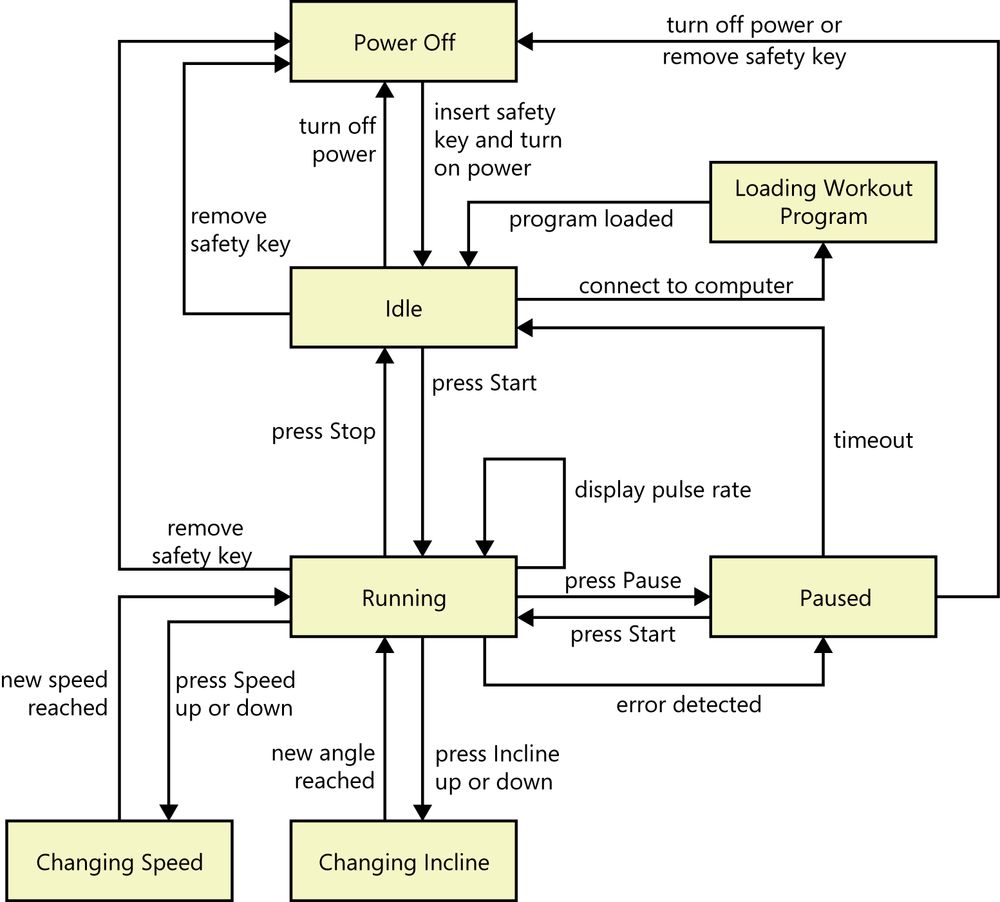 Power Off
turn off power or
remove safety key
turn off
power
insert safety
key and turn
on power
Loading Workout
Program
program loaded
remove
safety key
connect to computer
Idle
press Start
press Stop
timeout
display pulse rate
remove
safety key
press Pause
Running
Paused
press Start
new speed
reached
press Speed
up or down
error detected
new angle
reached
press Incline
up or down
Changing Speed
Changing Incline